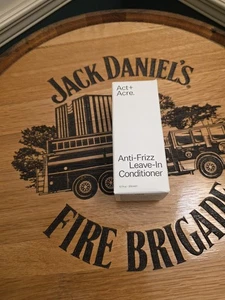 JACK DANIEL'S
Act+
Acre.
Anti-Frizz
Leave-In
Conditioner
FIRE BRIGADE